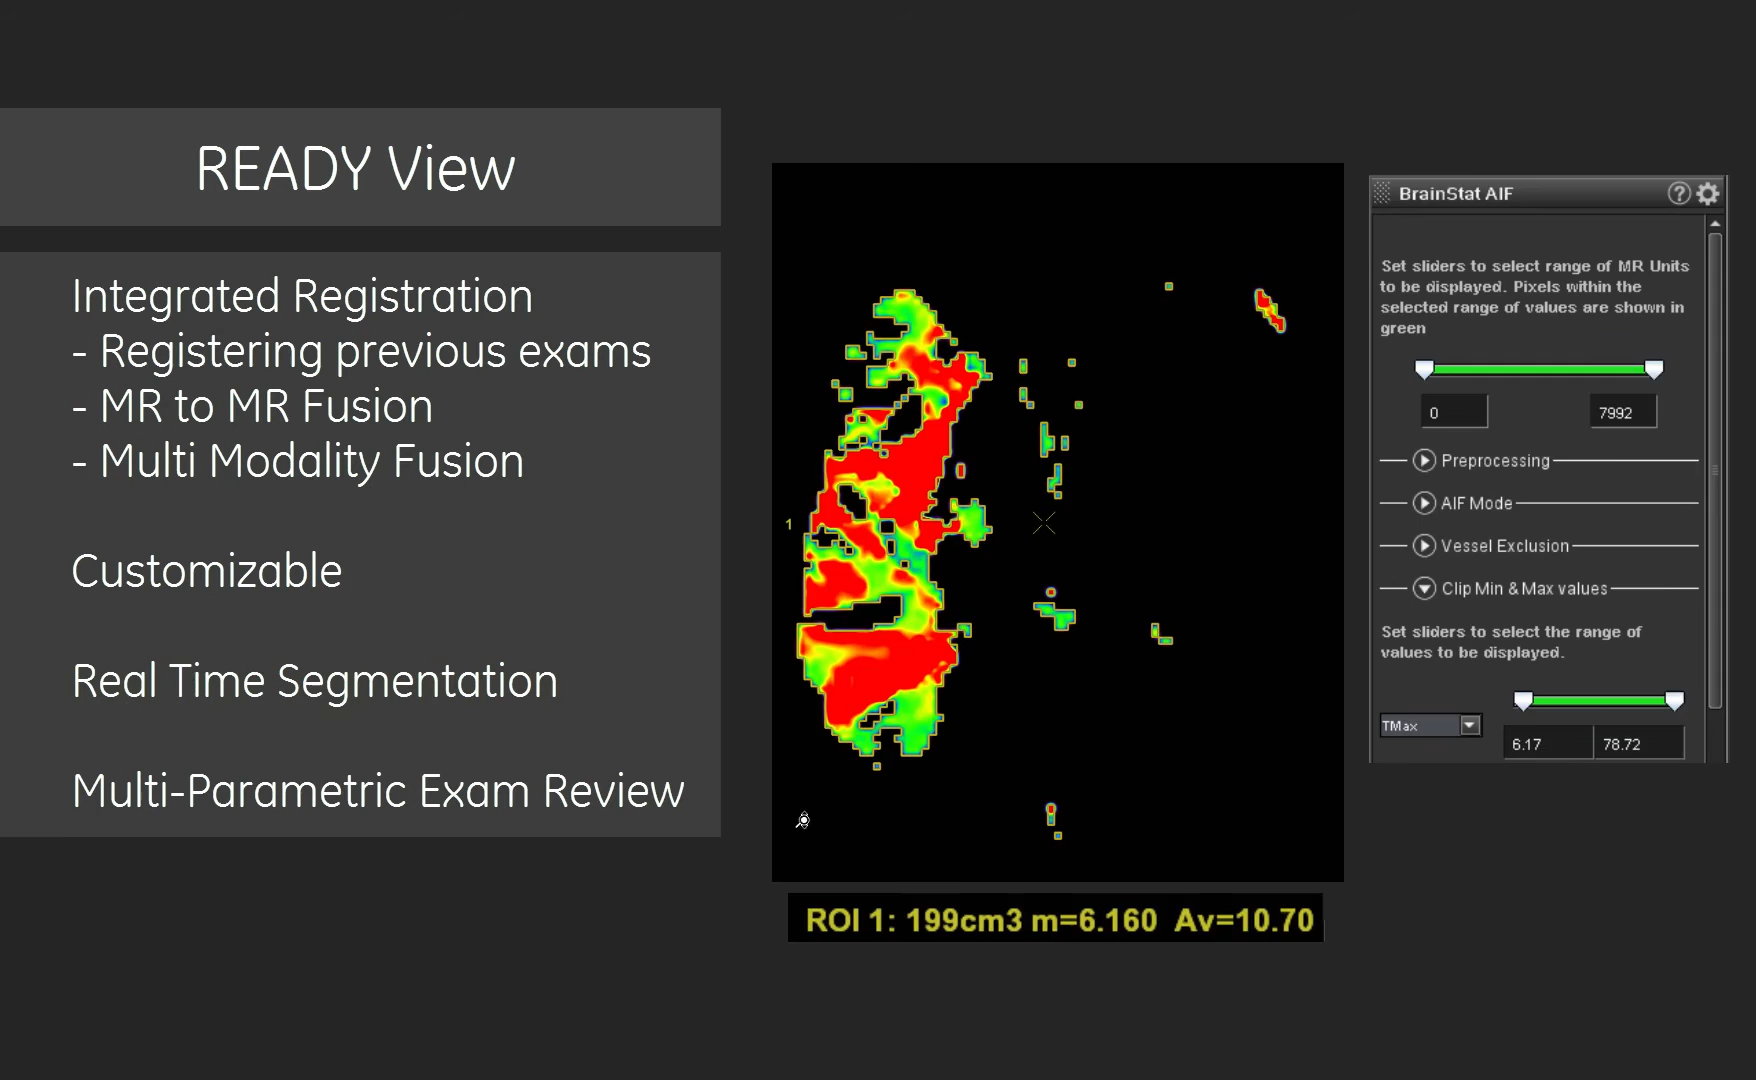 READY View
Integrated Registration
- Registering previous exams
- MR to MR Fusion
- Multi Modality Fusion
Customizable
Real Time Segmentation
Multi-Parametric Exam Review
1
ROI 1: 199cm3 m=6.160 Av=10.70
BrainStat AIF
?
Set sliders to select range of MR Units
to be displayed. Pixels within the
selected range of values are shown in
green
0 7992
Preprocessing
AIF Mode
Vessel Exclusion
Clip Min & Max values
Set sliders to select the range of
values to be displayed.
TMax 6.17 78.72